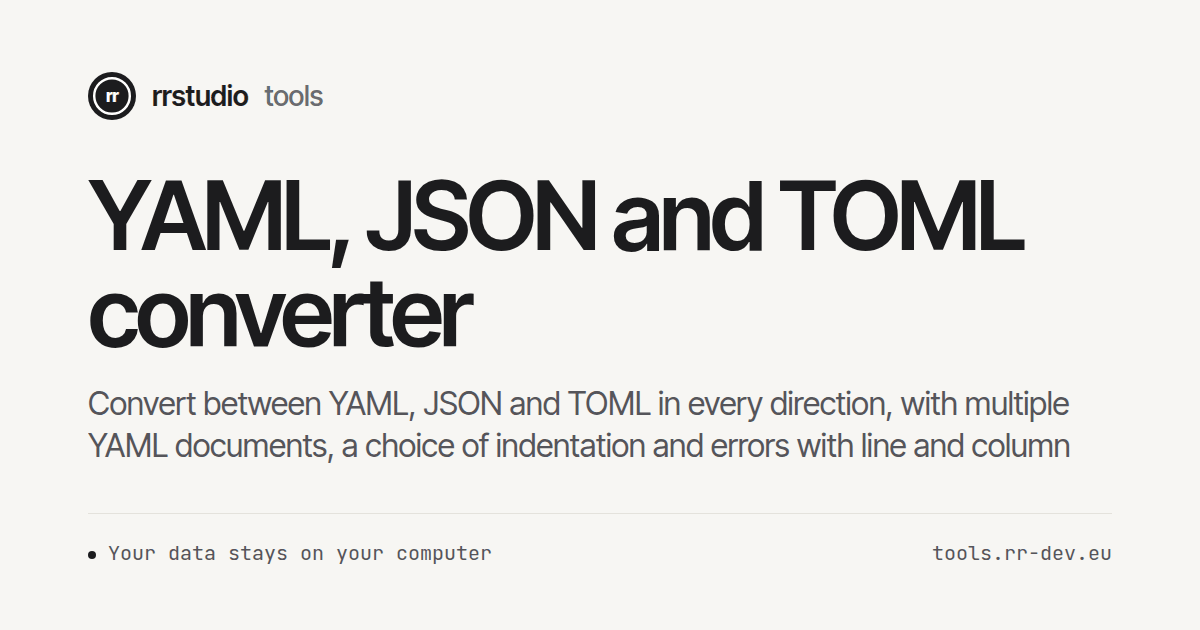 rr rrstudio tools
YAML, JSON and TOML
converter
Convert between YAML, JSON and TOML in every direction, with multiple
YAML documents, a choice of indentation and errors with line and column
Your data stays on your computer
tools.rr-dev.eu